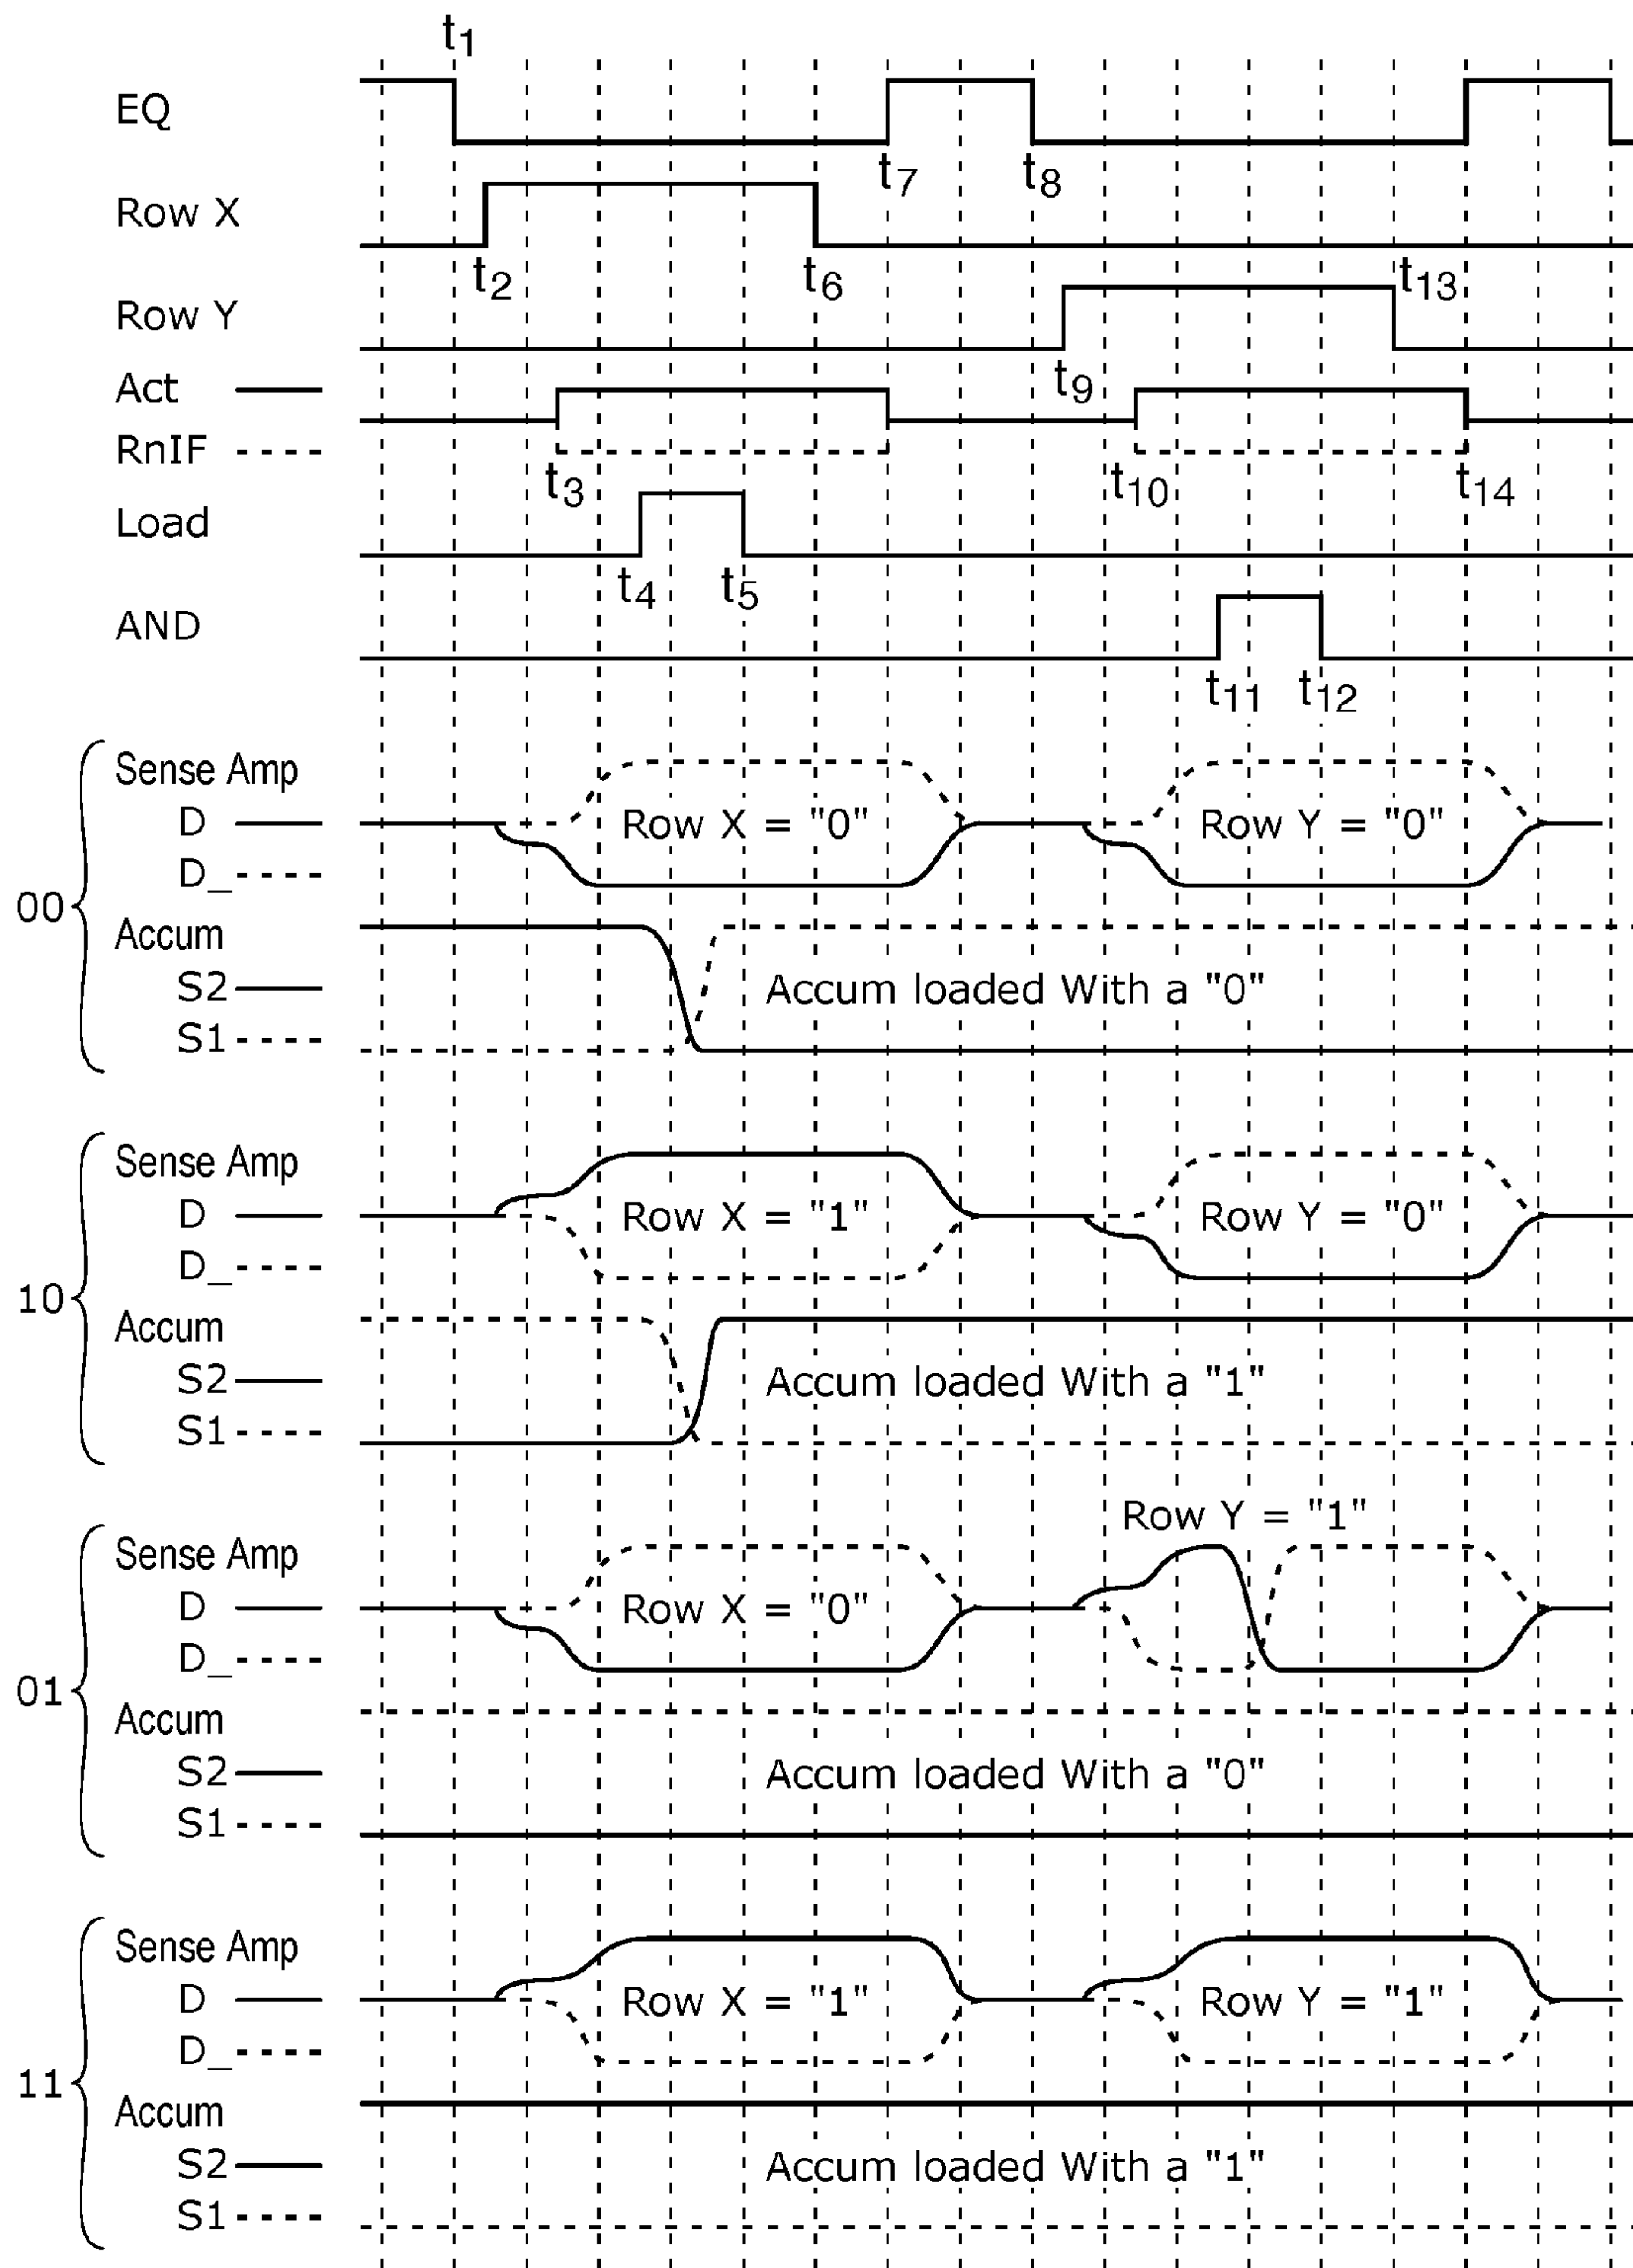 t1
EQ
t7 t8
Row X
t2 t6 t13
Row Y
t9
Act
RnIF
t3 t10 t14
Load
t4 t5
AND
t11 t12
00
Sense Amp
D Row X = "0" Row Y = "0"
D_
Accum
S2 Accum loaded With a "0"
S1
10
Sense Amp
D Row X = "1" Row Y = "0"
D_
Accum
S2 Accum loaded With a "1"
S1
01
Row Y = "1"
Sense Amp
D Row X = "0"
D_
Accum
S2 Accum loaded With a "0"
S1
11
Sense Amp
D Row X = "1" Row Y = "1"
D_
Accum
S2 Accum loaded With a "1"
S1